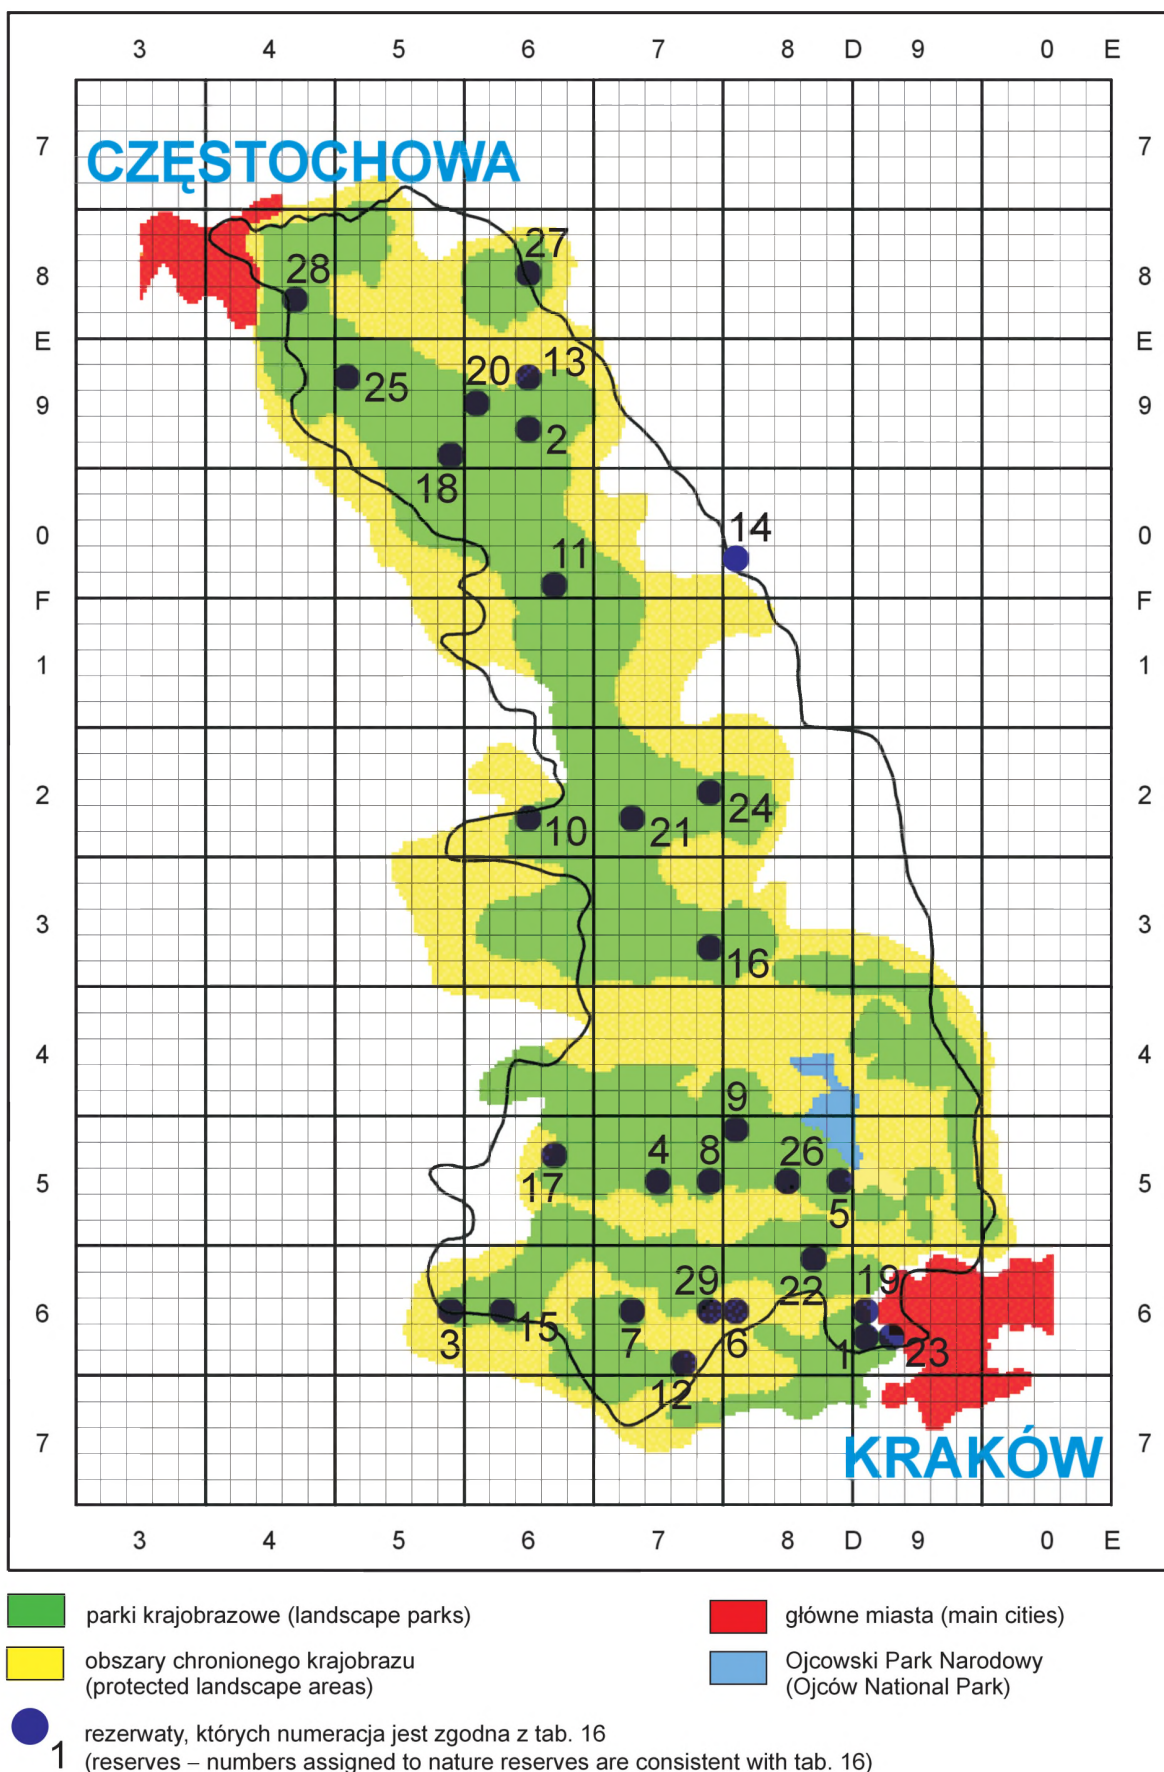 3 4 5 6 7 8 D 9 0 E
7 7
CZĘSTOCHOWA
27
8 28 8
E E
13
20
25
9 9
2
18
14
0 0
11
F F
1 1
2 24 2
10 21
3 3
16
4 4
9
4 8 26
17
5 5
5
29 22 19
6 6
3 15 7 6 1 23
12
7 7
KRAKÓW
3 4 5 6 7 8 D 9 0 E
parki krajobrazowe (landscape parks)
główne miasta (main cities)
obszary chronionego krajobrazu
(protected landscape areas)
Ojcowski Park Narodowy
(Ojców National Park)
1
rezerwaty, których numeracja jest zgodna z tab. 16
(reserves – numbers assigned to nature reserves are consistent with tab. 16)